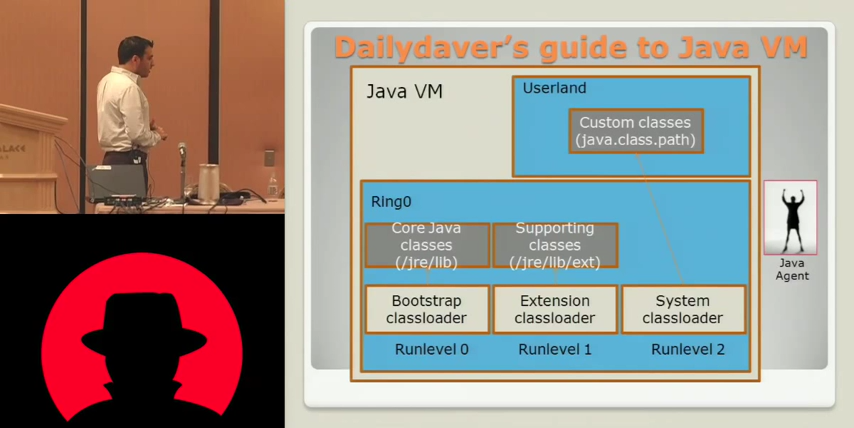 Dailydaver's guide to Java VM
Java VM
Userland
Custom classes
(java.class.path)
Ring0
Core Java
classes
(/jre/lib)
Supporting
classes
(/jre/lib/ext)
Bootstrap
classloader
Extension
classloader
System
classloader
Runlevel 0
Runlevel 1
Runlevel 2
Java
Agent